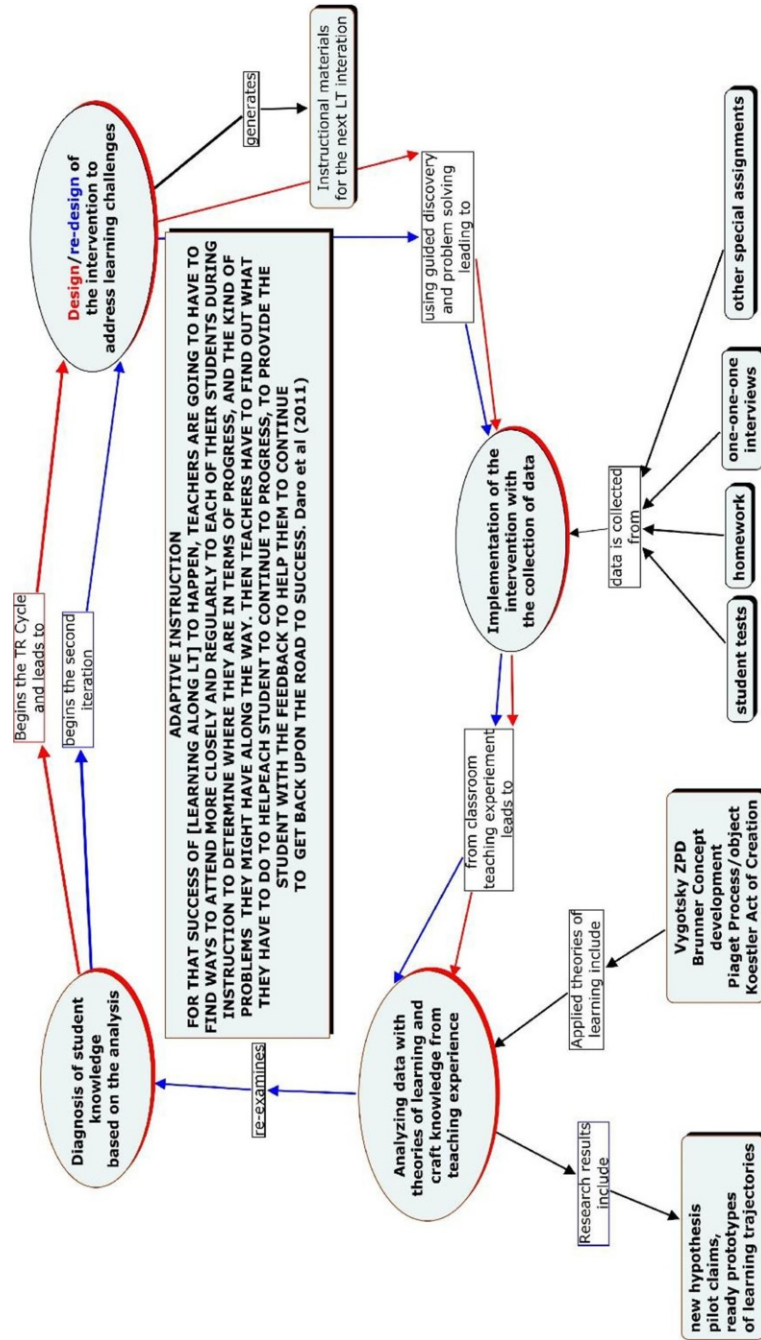 Diagnosis of student
knowledge
based on the analysis
Begins the TR Cycle
and leads to
begins the second
iteration
Design/re-design of
the intervention to
address learning challenges
generates
Instructional materials
for the next LT interation
ADAPTIVE INSTRUCTION
FOR THAT SUCCESS OF [LEARNING ALONG LT] TO HAPPEN, TEACHERS ARE GOING TO HAVE TO
FIND WAYS TO ATTEND MORE CLOSELY AND REGULARLY TO EACH OF THEIR STUDENTS DURING
INSTRUCTION TO DETERMINE WHERE THEY ARE IN TERMS OF PROGRESS, AND THE KIND OF
PROBLEMS THEY MIGHT HAVE ALONG THE WAY. THEN TEACHERS HAVE TO FIND OUT WHAT
THEY HAVE TO DO TO HELPEACH STUDENT TO CONTINUE TO PROGRESS, TO PROVIDE THE
STUDENT WITH THE FEEDBACK TO HELP THEM TO CONTINUE
TO GET BACK UPON THE ROAD TO SUCCESS. Daro et al (2011)
re-examines
using guided discovery
and problem solving
leading to
Analyzing data with
theories of learning and
craft knowledge from
teaching experience
from classroom
teaching experiement
leads to
Implementation of the
intervention with
the collection of data
Research results
include
Applied theories of
learning include
data is collected
from
new hypothesis
pilot claims,
ready prototypes
of learning trajectories
Vygotsky ZPD
Brunner Concept
development
Piaget Process/object
Koestler Act of Creation
student tests
homework
one-one-one
interviews
other special assignments